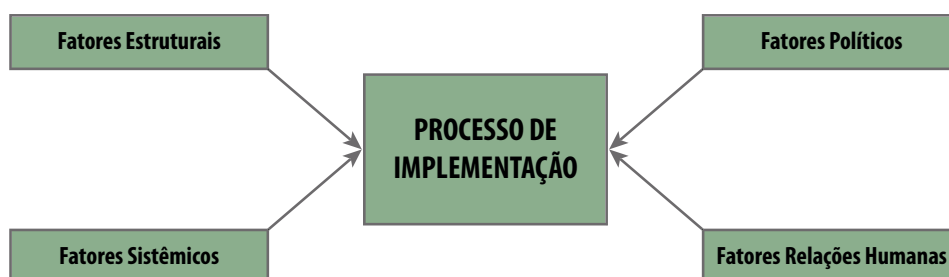 Fatores Estruturais
Fatores Políticos
PROCESSO DE
IMPLEMENTAÇÃO
Fatores Sistêmicos
Fatores Relações Humanas